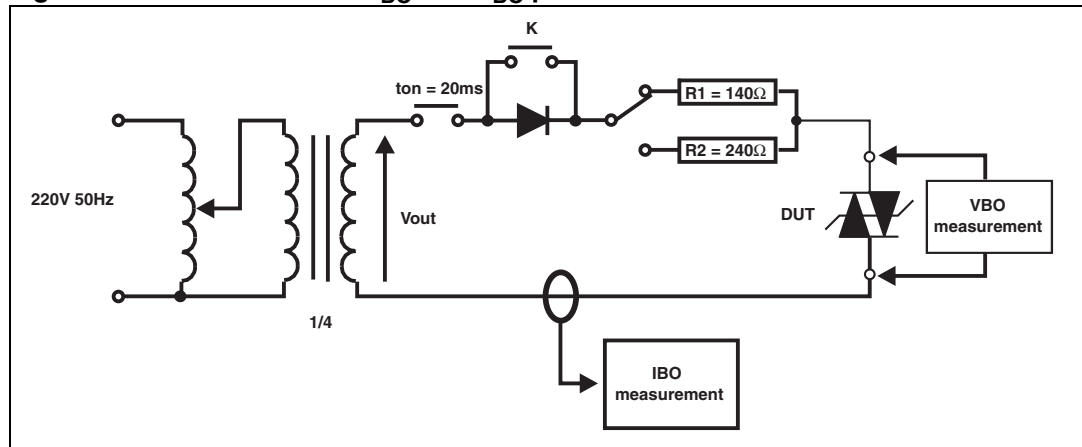 K
ton = 20ms
R1 = 140Ω
R2 = 240Ω
220V 50Hz
Vout
DUT
VBO
measurement
1/4
IBO
measurement